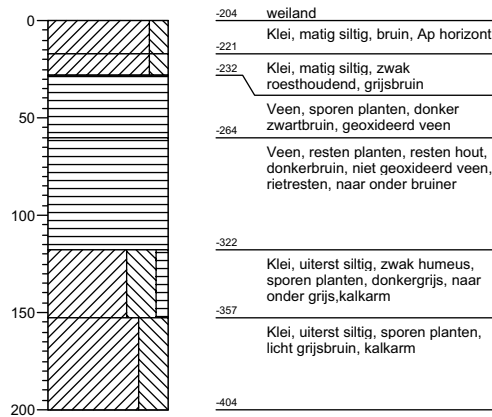 0
50
100
150
200
-204 weiland
Klei, matig siltig, bruin, Ap horizont
-221
Klei, matig siltig, zwak
roesthoudend, grijsbruin
-232
Veen, sporen planten, donker
zwartbruin, geoxideerd veen
-264
Veen, resten planten, resten hout,
donkerbruin, niet geoxideerd veen,
rietresten, naar onder bruiner
-322
Klei, uiterst siltig, zwak humeus,
sporen planten, donkergrijs, naar
onder grijs,kalkarm
-357
Klei, uiterst siltig, sporen planten,
licht grijsbruin, kalkarm
-404